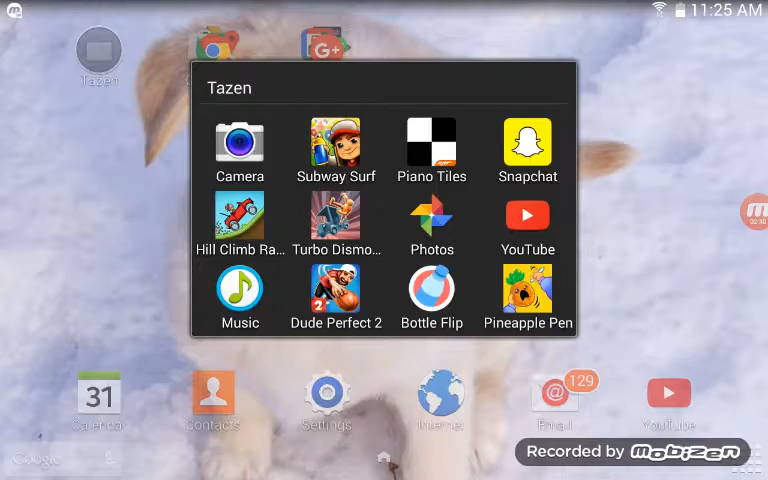 11:25 AM
Tazen
Tazen
Camera
Subway Surf
Piano Tiles
Snapchat
Hill Climb Ra...
Turbo Dismo...
Photos
YouTube
Music
Dude Perfect 2
Bottle Flip
Pineapple Pen
31
129
Calendar
Contacts
Settings
Internet
Email
YouTube
Google
Recorded by Mobizen